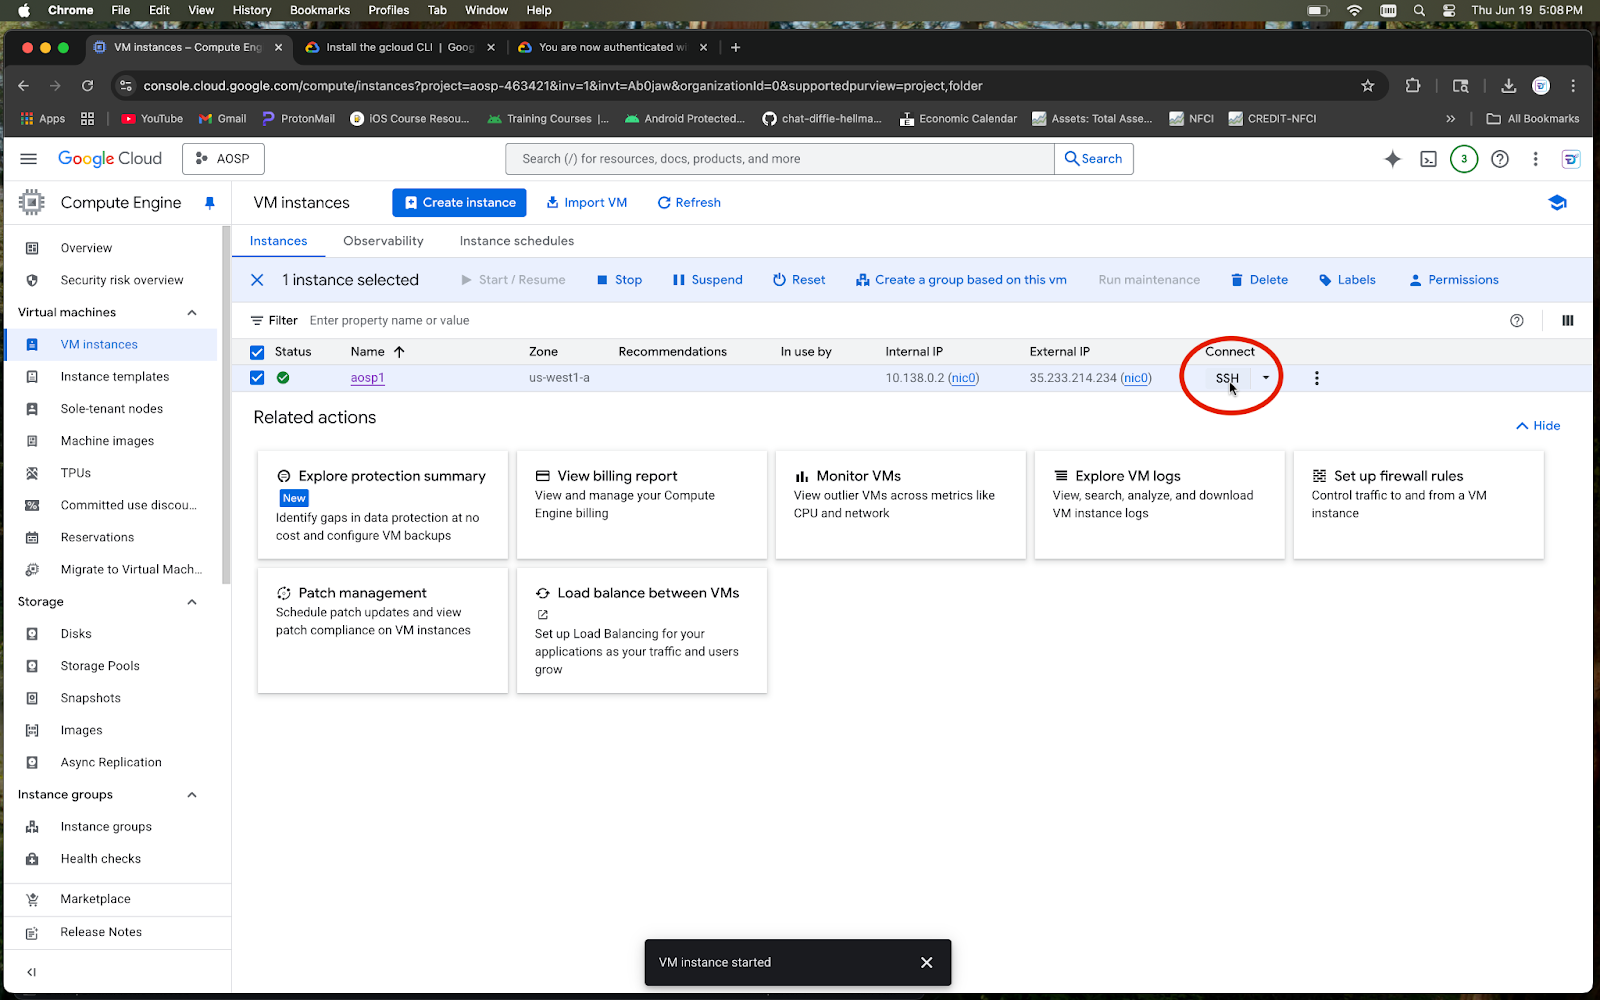 Chrome File Edit View History Bookmarks Profiles Tab Window Help Thu Jun 19 5:08 PM
VM instances – Compute Eng
Install the gcloud CLI | Goog
You are now authenticated wi
console.cloud.google.com/compute/instances?project=aosp-463421&inv=1&invt=Ab0jaw&organizationId=0&supportedpurview=project,folder
Apps YouTube Gmail ProtonMail iOS Course Resou... Training Courses |... Android Protected... chat-diffie-hellma... Economic Calendar Assets: Total Asse... NFCI CREDIT-NFCI » All Bookmarks
Google Cloud AOSP Search (/) for resources, docs, products, and more Search 3
Compute Engine
VM instances Create instance Import VM Refresh
Overview
Security risk overview
Virtual machines
VM instances
Instance templates
Sole-tenant nodes
Machine images
TPUs
Committed use discou...
Reservations
Migrate to Virtual Mach...
Storage
Disks
Storage Pools
Snapshots
Images
Async Replication
Instance groups
Instance groups
Health checks
Marketplace
Release Notes
Instances Observability Instance schedules
1 instance selected Start / Resume Stop Suspend Reset Create a group based on this vm Run maintenance Delete Labels Permissions
Filter Enter property name or value
Status Name Zone Recommendations In use by Internal IP External IP Connect
aosp1 us-west1-a 10.138.0.2 (nic0) 35.233.214.234 (nic0) SSH
Related actions
Hide
Explore protection summary
New
Identify gaps in data protection at no
cost and configure VM backups
View billing report
View and manage your Compute
Engine billing
Monitor VMs
View outlier VMs across metrics like
CPU and network
Explore VM logs
View, search, analyze, and download
VM instance logs
Set up firewall rules
Control traffic to and from a VM
instance
Patch management
Schedule patch updates and view
patch compliance on VM instances
Load balance between VMs
Set up Load Balancing for your
applications as your traffic and users
grow
VM instance started